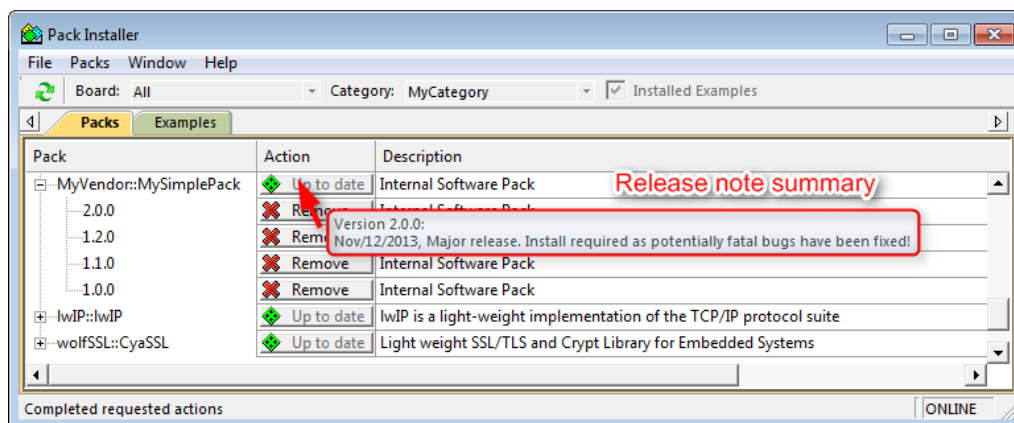 Pack Installer
File Packs Window Help
Board: All Category: MyCategory Installed Examples
Packs Examples
Pack Action Description
MyVendor::MySimplePack Up to date Internal Software Pack
Release note summary
2.0.0 Remove
Version 2.0.0:
1.2.0
Nov/12/2013, Major release. Install required as potentially fatal bugs have been fixed!
1.1.0 Remove Internal Software Pack
1.0.0 Remove Internal Software Pack
lwIP::lwIP Up to date lwIP is a light-weight implementation of the TCP/IP protocol suite
wolfSSL::CyaSSL Up to date Light weight SSL/TLS and Crypt Library for Embedded Systems
Completed requested actions ONLINE